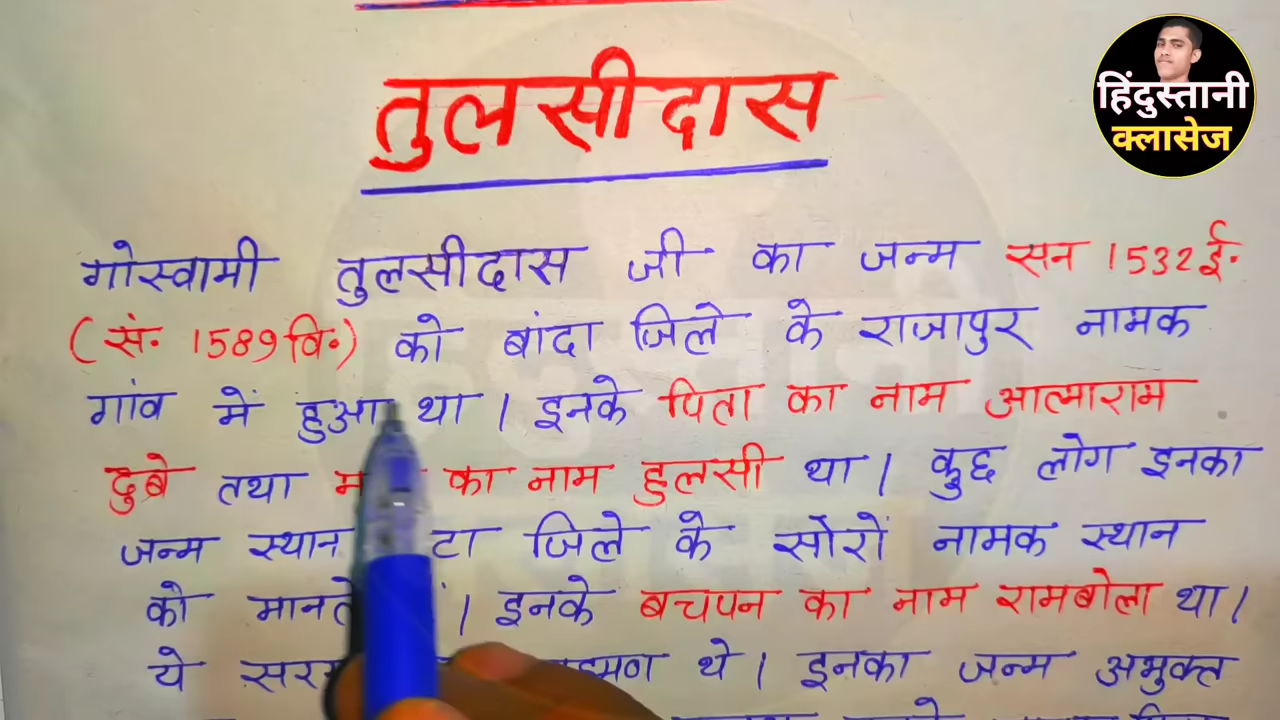 तुलसीदास
हिंदुस्तानी
क्लासेज
गोस्वामी तुलसीदास जी का जन्म सन 1532 ई॰
(सं॰ 1589 वि॰) को बांदा जिले के राजापुर नामक
गांव में हुआ था। इनके पिता का नाम आत्माराम
दुबे तथा का नाम हुलसी था। कुछ लोग इनका
जन्म स्थान जिले के सोरों नामक स्थान
को । इनके बचपन का नाम रामबोला था।
ये थे। इनका जन्म अभुक्त